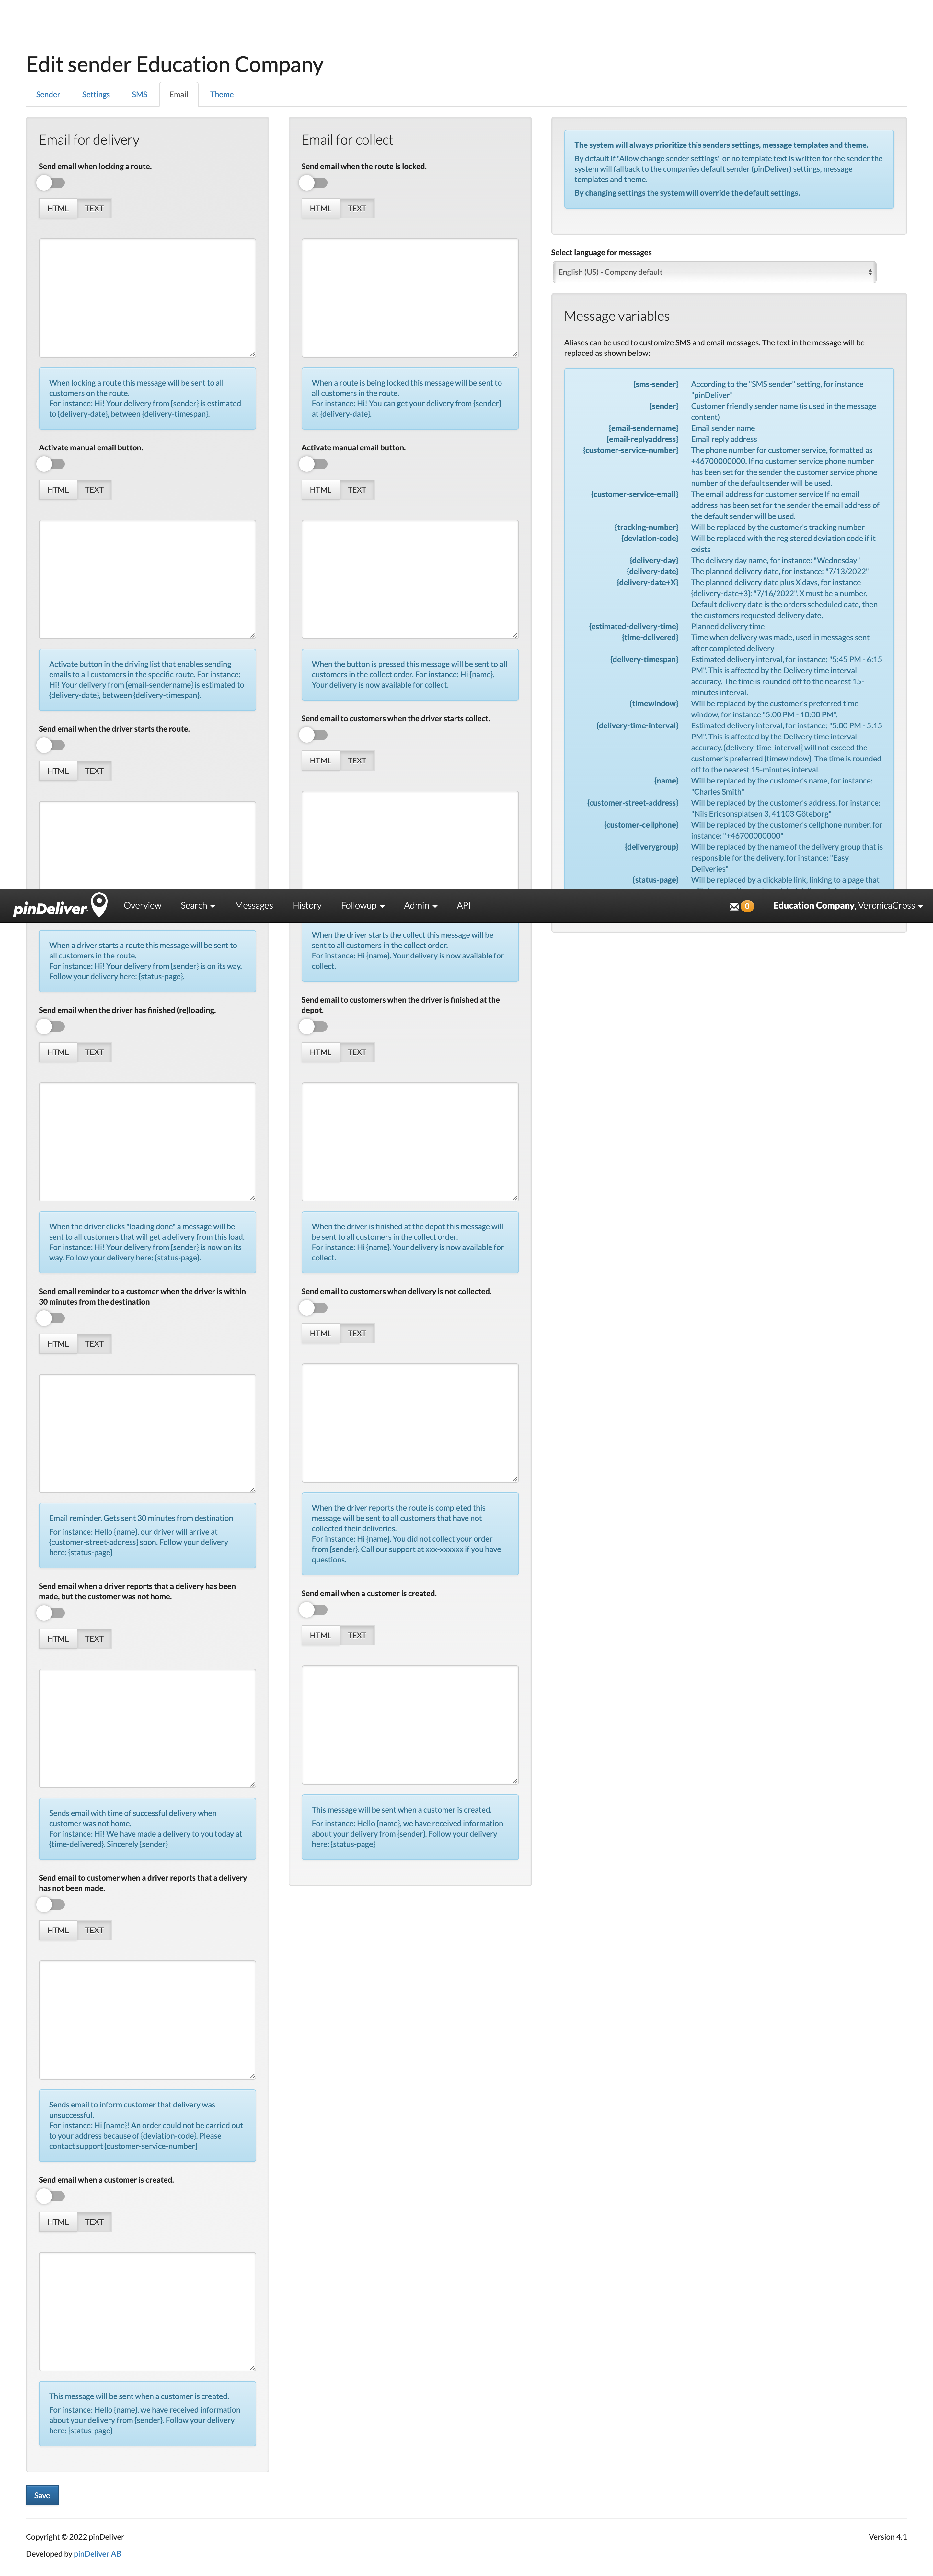 Edit sender Education Company
Sender
Settings
SMS
Email
Theme
Email for delivery
Send email when locking a route.
HTML
TEXT
When locking a route this message will be sent to all
customers on the route.
For instance: Hi! Your delivery from {sender} is estimated
to {delivery-date}, between {delivery-timespan}.
Activate manual email button.
HTML
TEXT
Activate button in the driving list that enables sending
emails to all customers in the specific route. For instance:
Hi! Your delivery from {email-sendername} is estimated to
{delivery-date}, between {delivery-timespan}.
Send email when the driver starts the route.
HTML
TEXT
Email for collect
Send email when the route is locked.
HTML
TEXT
When a route is being locked this message will be sent to
all customers in the route.
For instance: Hi! You can get your delivery from {sender}
at {delivery-date}.
Activate manual email button.
HTML
TEXT
When the button is pressed this message will be sent to all
customers in the collect order. For instance: Hi {name}.
Your delivery is now available for collect.
Send email to customers when the driver starts collect.
HTML
TEXT
The system will always prioritize this senders settings, message templates and theme.
By default if "Allow change sender settings" or no template text is written for the sender the
system will fallback to the companies default sender (pinDeliver) settings, message
templates and theme.
By changing settings the system will override the default settings.
Select language for messages
English (US) - Company default
Message variables
Aliases can be used to customize SMS and email messages. The text in the message will be
replaced as shown below:
{sms-sender} According to the "SMS sender" setting, for instance
"pinDeliver"
{sender} Customer friendly sender name (is used in the message
content)
{email-sendername} Email sender name
{email-replyaddress} Email reply address
{customer-service-number} The phone number for customer service, formatted as
+46700000000. If no customer service phone number
has been set for the sender the customer service phone
number of the default sender will be used.
{customer-service-email} The email address for customer service If no email
address has been set for the sender the email address of
the default sender will be used.
{tracking-number} Will be replaced by the customer's tracking number
{deviation-code} Will be replaced with the registered deviation code if it
exists
{delivery-day} The delivery day name, for instance: "Wednesday"
{delivery-date} The planned delivery date, for instance: "7/13/2022"
{delivery-date+X} The planned delivery date plus X days, for instance
{delivery-date+3}: "7/16/2022". X must be a number.
Default delivery date is the orders scheduled date, then
the customers requested delivery date.
{estimated-delivery-time} Planned delivery time
{time-delivered} Time when delivery was made, used in messages sent
after completed delivery
{delivery-timespan} Estimated delivery interval, for instance: "5:45 PM - 6:15
PM". This is affected by the Delivery time interval
accuracy. The time is rounded off to the nearest 15-
minutes interval.
{timewindow} Will be replaced by the customer's preferred time
window, for instance "5:00 PM - 10:00 PM".
{delivery-time-interval} Estimated delivery interval, for instance: "5:00 PM - 5:15
PM". This is affected by the Delivery time interval
accuracy. {delivery-time-interval} will not exceed the
customer's preferred {timewindow}. The time is rounded
off to the nearest 15-minutes interval.
{name} Will be replaced by the customer's name, for instance:
"Charles Smith"
{customer-street-address} Will be replaced by the customer's address, for instance:
"Nils Ericsonsplatsen 3, 41103 Göteborg"
{customer-cellphone} Will be replaced by the customer's cellphone number, for
instance: "+46700000000"
{deliverygroup} Will be replaced by the name of the delivery group that is
responsible for the delivery, for instance: "Easy
Deliveries"
{status-page} Will be replaced by a clickable link, linking to a page that
pinDeliver
Overview
Search
Messages
History
Followup
Admin
API
0
Education Company, VeronicaCross
When a driver starts a route this message will be sent to
all customers in the route.
For instance: Hi! Your delivery from {sender} is on its way.
Follow your delivery here: {status-page}.
Send email when the driver has finished (re)loading.
HTML
TEXT
When the driver clicks "loading done" a message will be
sent to all customers that will get a delivery from this load.
For instance: Hi! Your delivery from {sender} is now on its
way. Follow your delivery here: {status-page}.
Send email reminder to a customer when the driver is within
30 minutes from the destination
HTML
TEXT
Email reminder. Gets sent 30 minutes from destination
For instance: Hello {name}, our driver will arrive at
{customer-street-address} soon. Follow your delivery
here: {status-page}
Send email when a driver reports that a delivery has been
made, but the customer was not home.
HTML
TEXT
Sends email with time of successful delivery when
customer was not home.
For instance: Hi! We have made a delivery to you today at
{time-delivered}. Sincerely {sender}
Send email to customer when a driver reports that a delivery
has not been made.
HTML
TEXT
Sends email to inform customer that delivery was
unsuccessful.
For instance: Hi {name}! An order could not be carried out
to your address because of {deviation-code}. Please
contact support {customer-service-number}
Send email when a customer is created.
HTML
TEXT
This message will be sent when a customer is created.
For instance: Hello {name}, we have received information
about your delivery from {sender}. Follow your delivery
here: {status-page}
When the driver starts the collect this message will be
sent to all customers in the collect order.
For instance: Hi {name}. Your delivery is now available for
collect.
Send email to customers when the driver is finished at the
depot.
HTML
TEXT
When the driver is finished at the depot this message will
be sent to all customers in the collect order.
For instance: Hi {name}. Your delivery is now available for
collect.
Send email to customers when delivery is not collected.
HTML
TEXT
When the driver reports the route is completed this
message will be sent to all customers that have not
collected their deliveries.
For instance: Hi {name}. You did not collect your order
from {sender}. Call our support at xxx-xxxxxx if you have
questions.
Send email when a customer is created.
HTML
TEXT
This message will be sent when a customer is created.
For instance: Hello {name}, we have received information
about your delivery from {sender}. Follow your delivery
here: {status-page}
Save
Copyright © 2022 pinDeliver
Version 4.1
Developed by pinDeliver AB